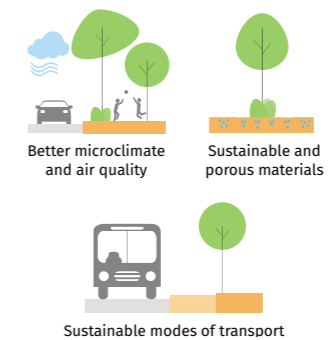 Better microclimate
and air quality
Sustainable and
porous materials
Sustainable modes of transport